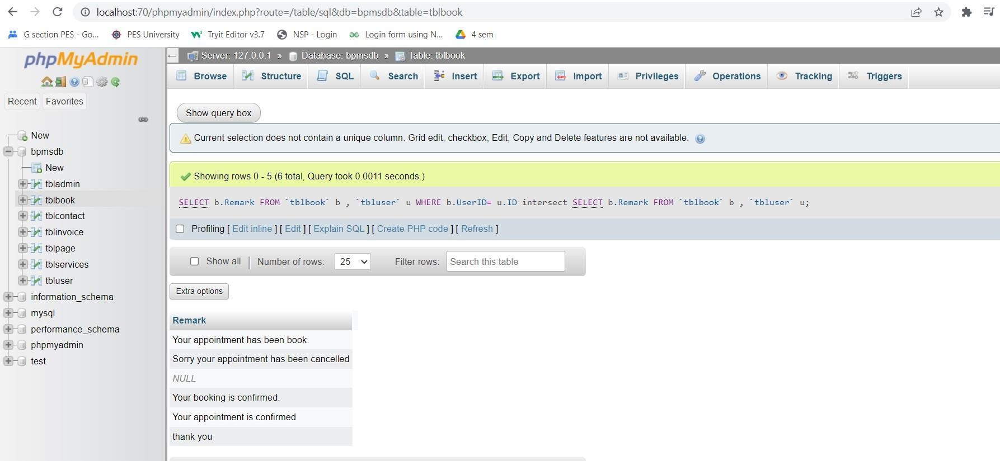 localhost:70/phpmyadmin/index.php?route=/table/sql&db=bpmsdb&table=tblbook
G section PES - Go... PES University Tryit Editor v3.7 NSP - Login Login form using N... 4 sem
phpMyAdmin
Recent Favorites
New
bpmsdb
New
tbladmin
tblbook
tblcontact
tblinvoice
tblpage
tblservices
tbluser
information_schema
mysql
performance_schema
phpmyadmin
test
Server: 127.0.0.1 » Database: bpmsdb » Table: tblbook
Browse Structure SQL Search Insert Export Import Privileges Operations Tracking Triggers
Show query box
Current selection does not contain a unique column. Grid edit, checkbox, Edit, Copy and Delete features are not available.
Showing rows 0 - 5 (6 total, Query took 0.0011 seconds.)
SELECT b.Remark FROM `tblbook` b , `tbluser` u WHERE b.UserID= u.ID intersect SELECT b.Remark FROM `tblbook` b , `tbluser` u;
Profiling [ Edit inline ] [ Edit ] [ Explain SQL ] [ Create PHP code ] [ Refresh ]
Show all Number of rows: 25 Filter rows: Search this table
Extra options
Remark
Your appointment has been book.
Sorry your appointment has been cancelled
NULL
Your booking is confirmed.
Your appointment is confirmed
thank you